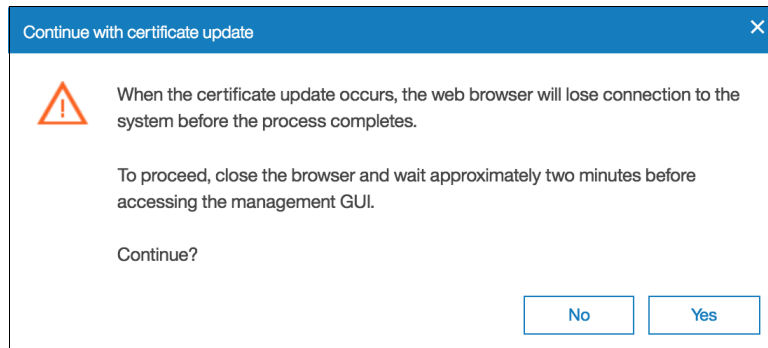 Continue with certificate update
When the certificate update occurs, the web browser will lose connection to the
system before the process completes.
To proceed, close the browser and wait approximately two minutes before
accessing the management GUI.
Continue?
No
Yes